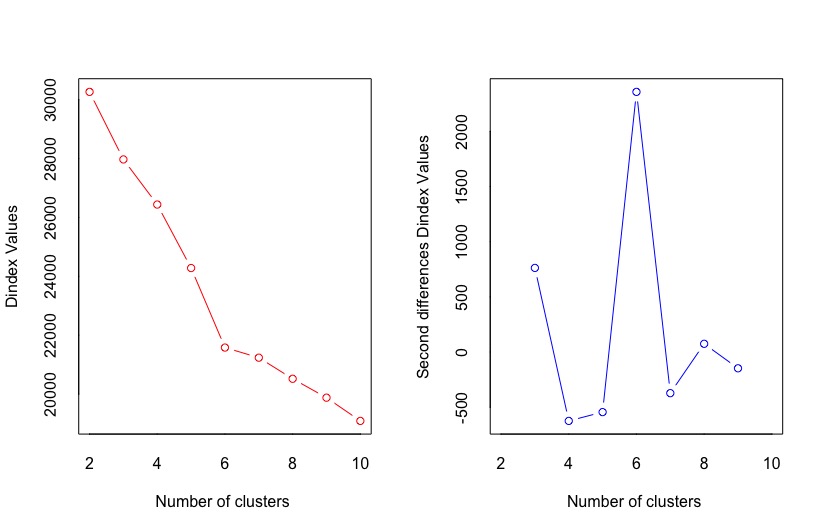 Dindex Values
30000
28000
26000
24000
22000
20000
2 4 6 8 10
Number of clusters
Second differences Dindex Values
2000
1500
1000
500
0
-500
2 4 6 8 10
Number of clusters